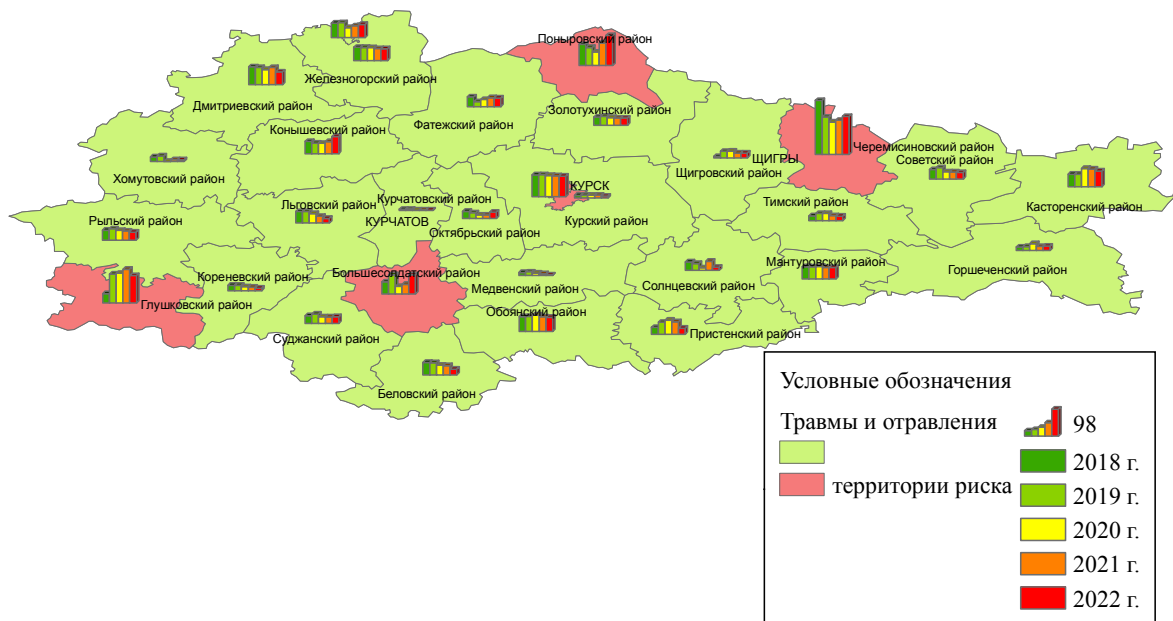 Поныровский район
Железногорский район
Дмитриевский район
Золотухинский район
Фатежский район
Конышевский район
ЩИГРЫ
Черемисиновский район
Щигровский район
Советский район
Хомутовский район
КУРСК
Касторенский район
Курчатовский район
Льговский район
Тимский район
Рыльский район
КУРЧАТОВ
Курский район
Октябрьский район
Мантуровский район
Горшеченский район
Кореневский район
Большесолдатский район
Медвенский район
Солнцевский район
Глушковский район
Обоянский район
Суджанский район
Пристенский район
Беловский район
Условные обозначения
Травмы и отравления
территории риска
98
2018 г.
2019 г.
2020 г.
2021 г.
2022 г.